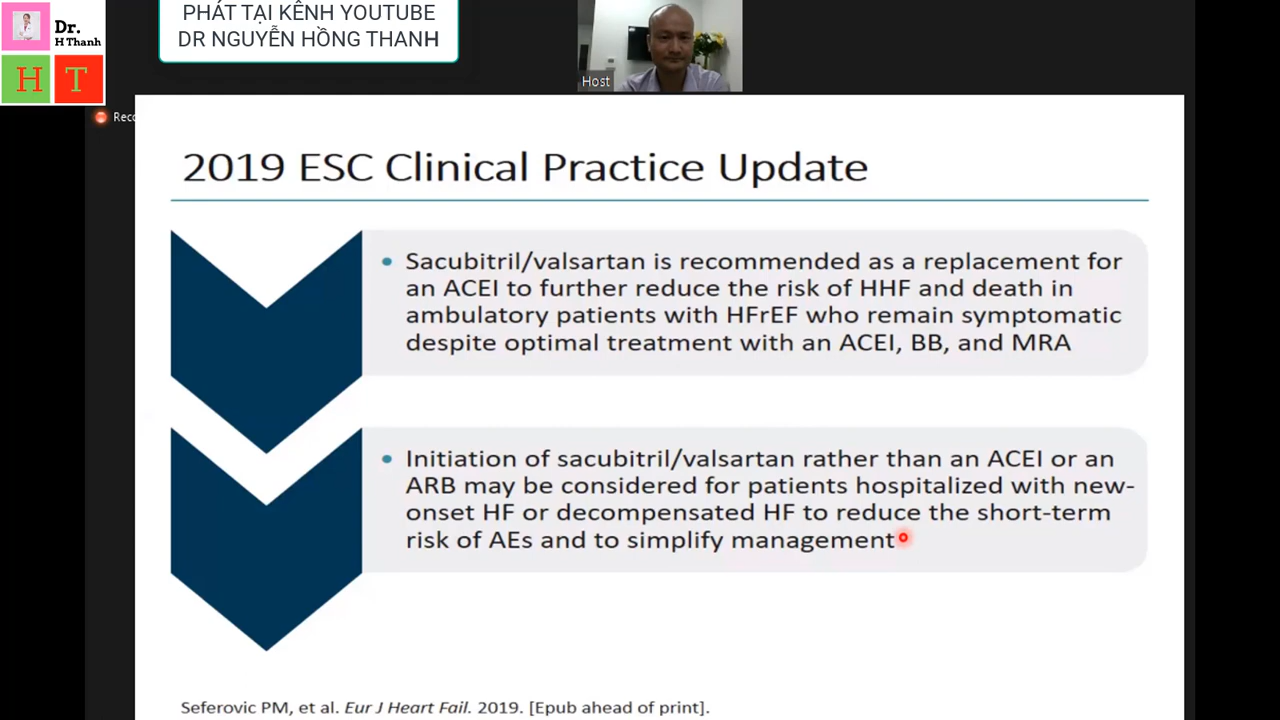 Dr.
H Thanh
H T
PHÁT TẠI KÊNH YOUTUBE
DR NGUYỄN HỒNG THANH
Host
Reco
2019 ESC Clinical Practice Update
• Sacubitril/valsartan is recommended as a replacement for
an ACEI to further reduce the risk of HHF and death in
ambulatory patients with HFrEF who remain symptomatic
despite optimal treatment with an ACEI, BB, and MRA
• Initiation of sacubitril/valsartan rather than an ACEI or an
ARB may be considered for patients hospitalized with new-
onset HF or decompensated HF to reduce the short-term
risk of AEs and to simplify management
Seferovic PM, et al. Eur J Heart Fail. 2019. [Epub ahead of print].